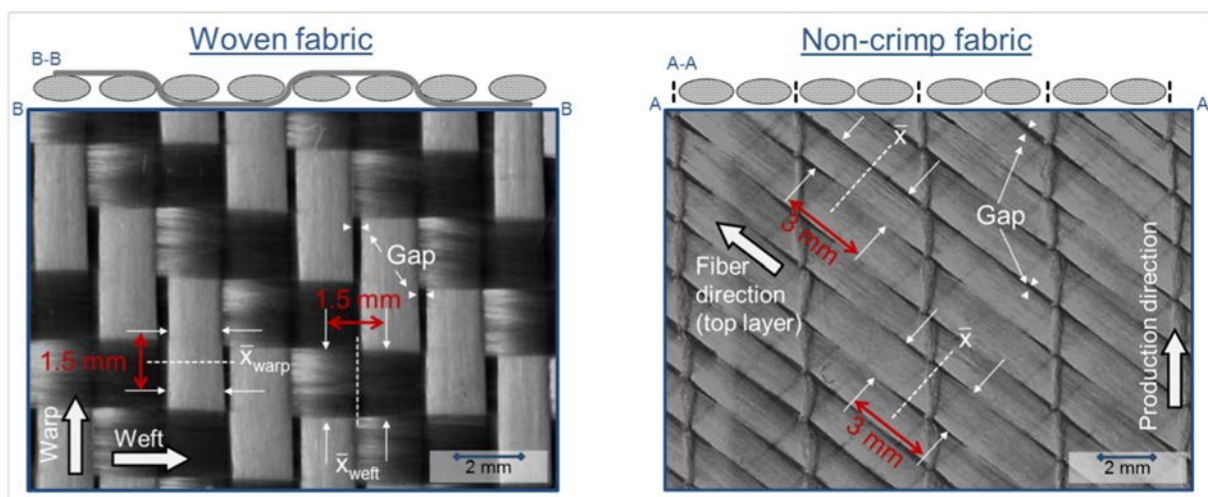 Woven fabric
B-B
B
B
Gap
1.5 mm
1.5 mm
x̄warp
Warp
Weft
x̄weft
2 mm
Non-crimp fabric
A-A
A
A
x̄
Gap
3 mm
Fiber
direction
(top layer)
x̄
3 mm
Production direction
2 mm